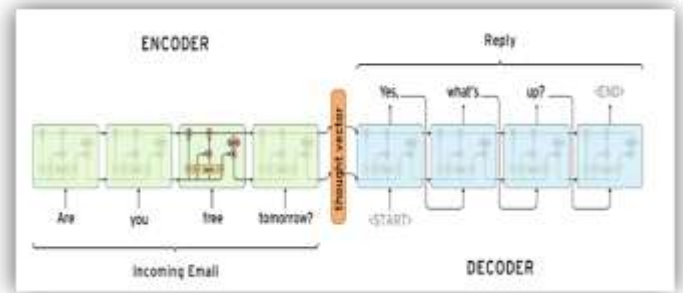 ENCODER
Reply
Yes, what's up? <END>
thought vector
Are you free tomorrow? <START>
Incoming Email
DECODER